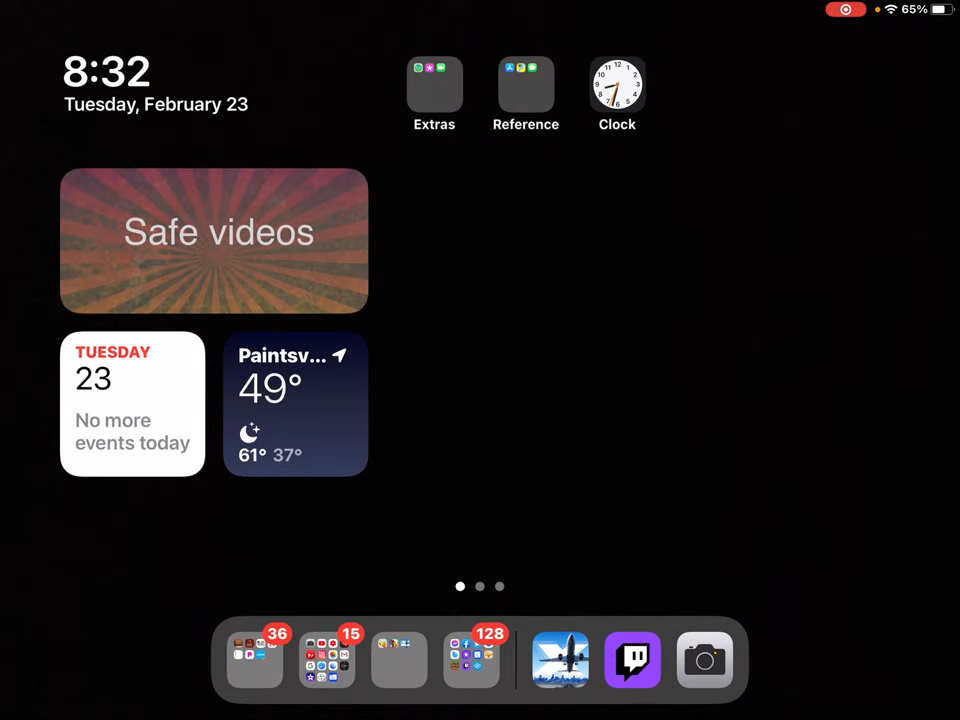 65%
8:32
Tuesday, February 23
Extras
Reference
Clock
Safe videos
TUESDAY
23
No more
events today
Paintsv...
49°
61° 37°
36
15
128